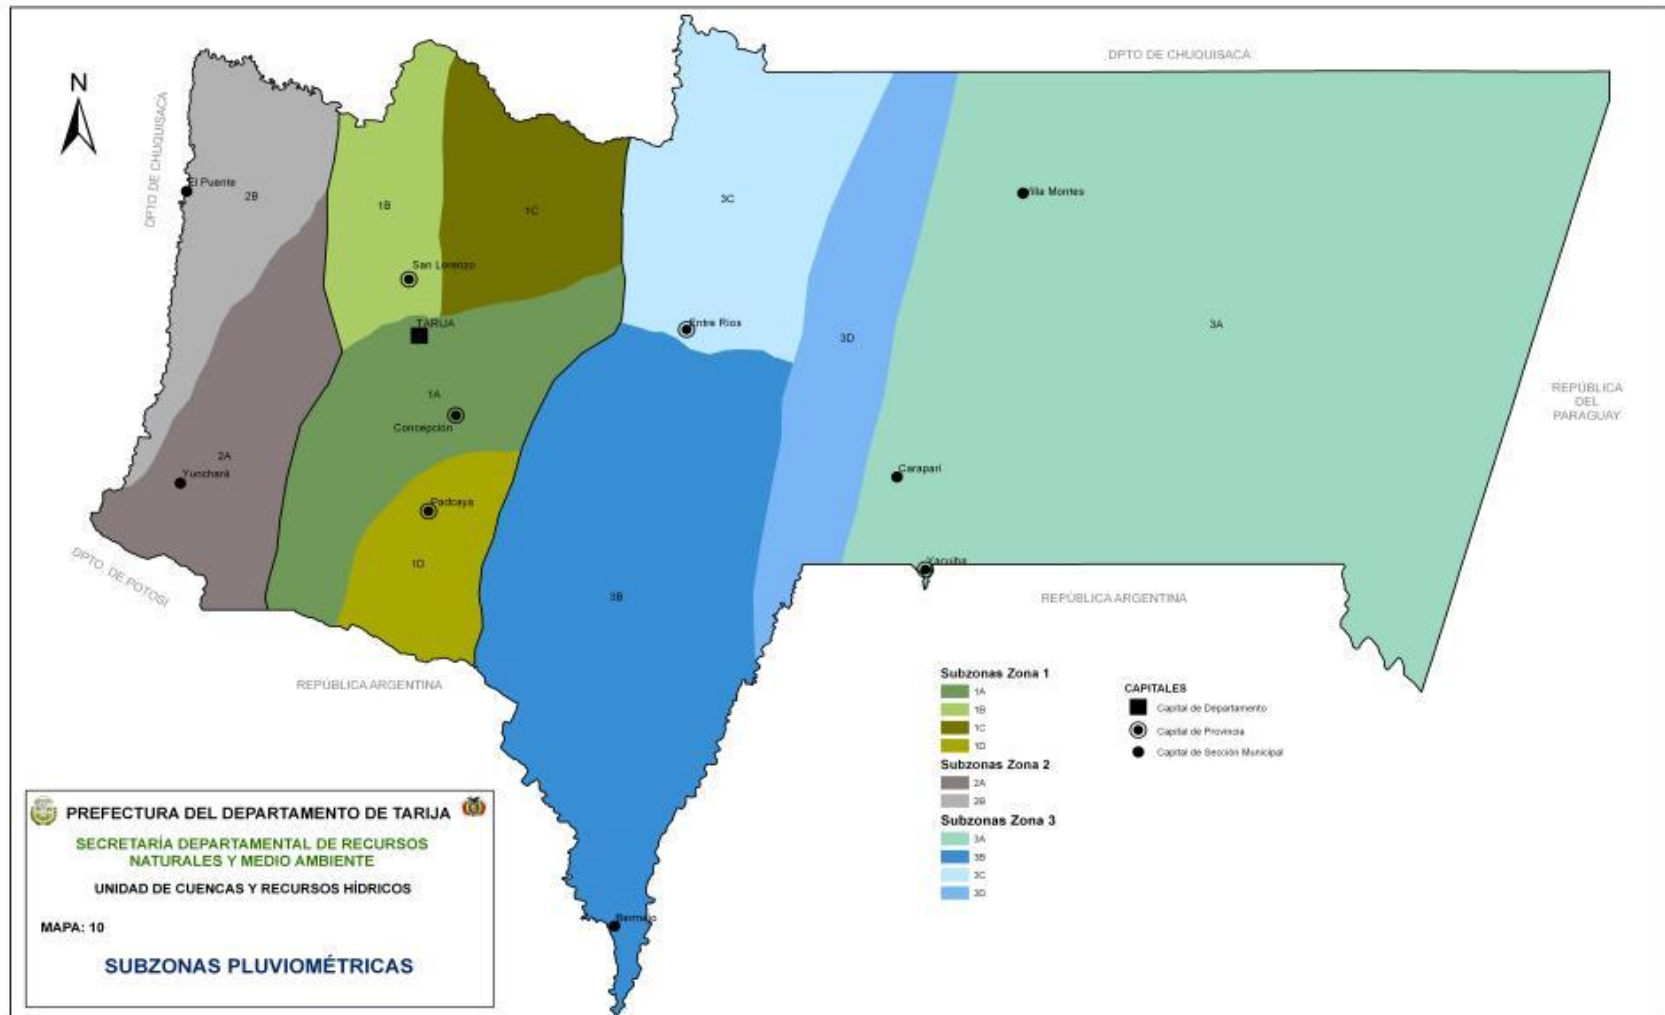 DPTO DE CHUQUISACA
N
DPTO DE CHUQUISACA
El Puente
2B
1B
1C
3C
Villa Montes
San Lorenzo
TARIJA
Entre Ríos
3D
3A
1A
Concepción
REPÚBLICA
DEL
PARAGUAY
2A
Yunchará
Caraparí
Padcaya
1D
3B
Yacuiba
DPTO. DE POTOSI
REPÚBLICA ARGENTINA
REPÚBLICA ARGENTINA
Bermejo
Subzonas Zona 1
1A
1B
1C
1D
Subzonas Zona 2
2A
2B
Subzonas Zona 3
3A
3B
3C
3D
CAPITALES
Capital de Departamento
Capital de Provincia
Capital de Sección Municipal
PREFECTURA DEL DEPARTAMENTO DE TARIJA
SECRETARÍA DEPARTAMENTAL DE RECURSOS
NATURALES Y MEDIO AMBIENTE
UNIDAD DE CUENCAS Y RECURSOS HÍDRICOS
MAPA: 10
SUBZONAS PLUVIOMÉTRICAS